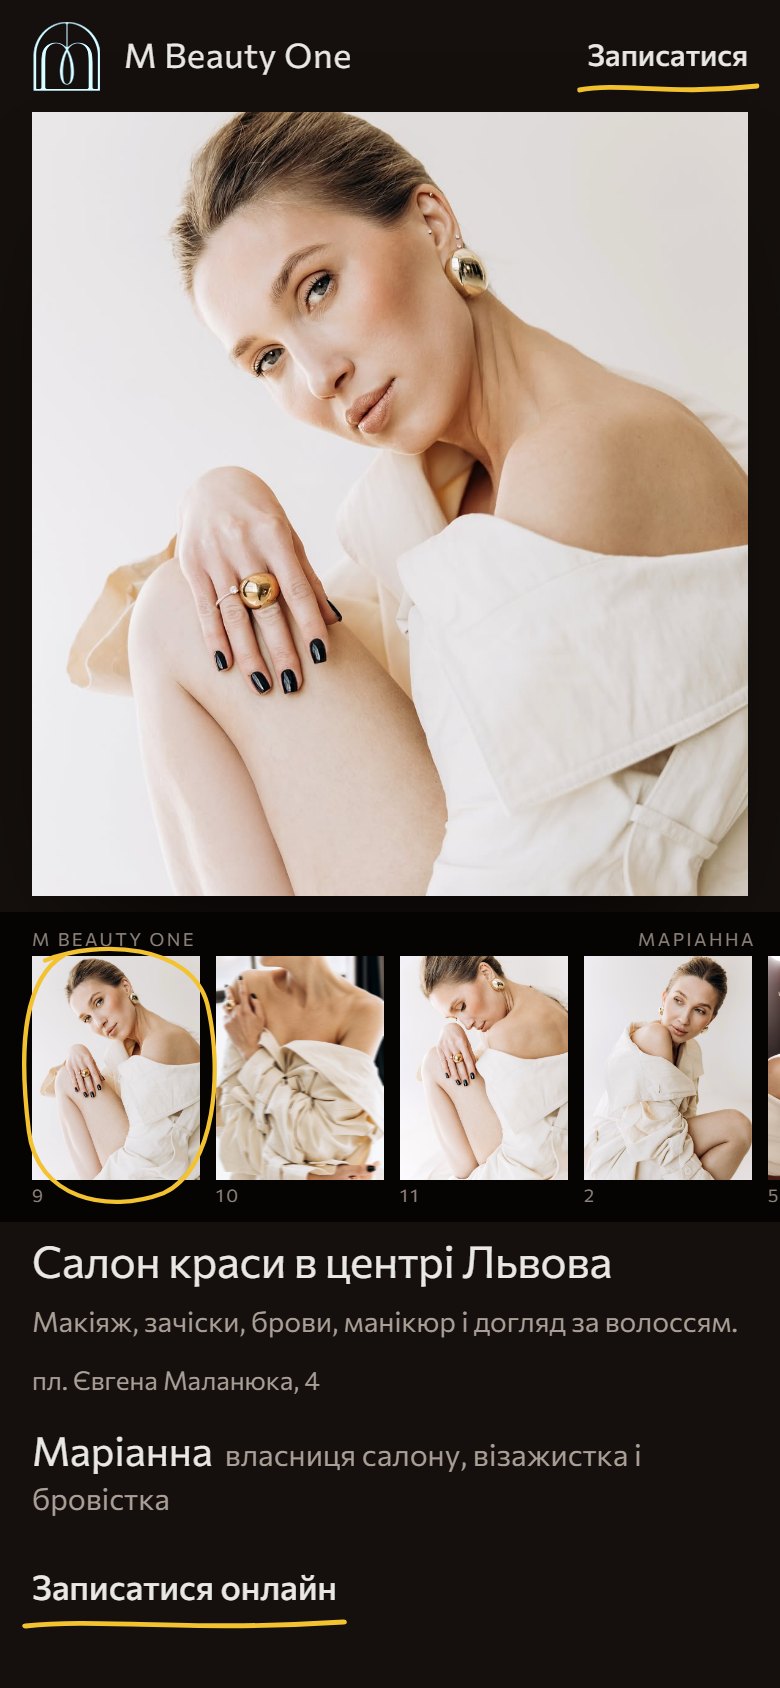 M Beauty One
Записатися
M BEAUTY ONE
МАРІАННА
9
10
11
2
5
Салон краси в центрі Львова
Макіяж, зачіски, брови, манікюр і догляд за волоссям.
пл. Євгена Маланюка, 4
Маріанна власниця салону, візажистка і
бровістка
Записатися онлайн